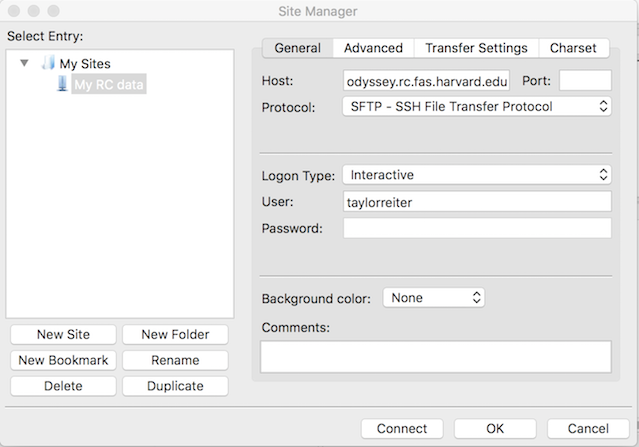 Site Manager
Select Entry:
My Sites
My RC data
New Site
New Folder
New Bookmark
Rename
Delete
Duplicate
General
Advanced
Transfer Settings
Charset
Host:
odyssey.rc.fas.harvard.edu
Port:
Protocol:
SFTP - SSH File Transfer Protocol
Logon Type:
Interactive
User:
taylorreiter
Password:
Background color:
None
Comments:
Connect
OK
Cancel